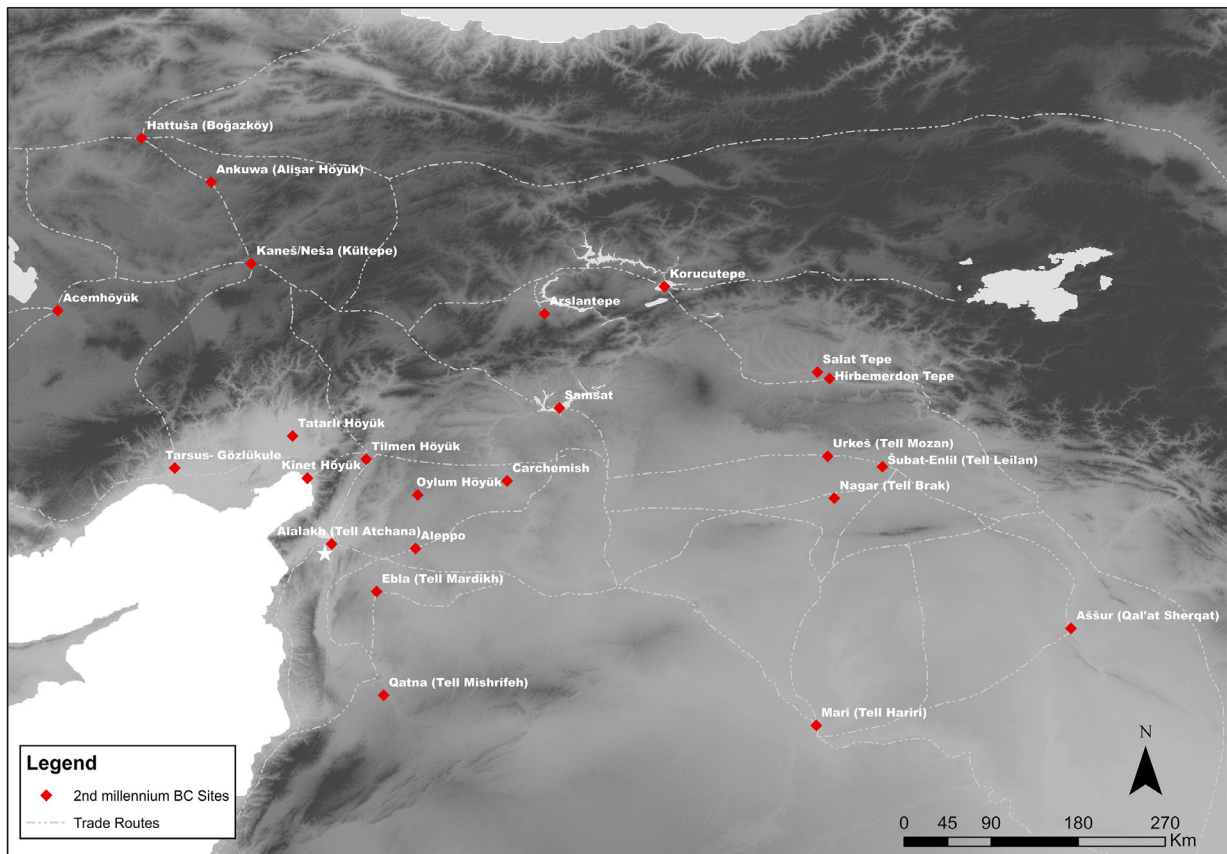 Hattuša (Boğazköy)
Ankuwa (Alişar Höyük)
Kaneš/Neša (Kültepe)
Acemhöyük
Korucutepe
Arslantepe
Salat Tepe
Hirbemerdon Tepe
Samsat
Tatarlı Höyük
Tarsus- Gözlükule
Tilmen Höyük
Kinet Höyük
Urkeš (Tell Mozan)
Šubat-Enlil (Tell Leilan)
Carchemish
Oylum Höyük
Nagar (Tell Brak)
Alalakh (Tell Atchana)
Aleppo
Ebla (Tell Mardikh)
Aššur (Qal'at Sherqat)
Qatna (Tell Mishrifeh)
Mari (Tell Hariri)
N
Legend
2nd millennium BC Sites
Trade Routes
0 45 90 180 270
Km